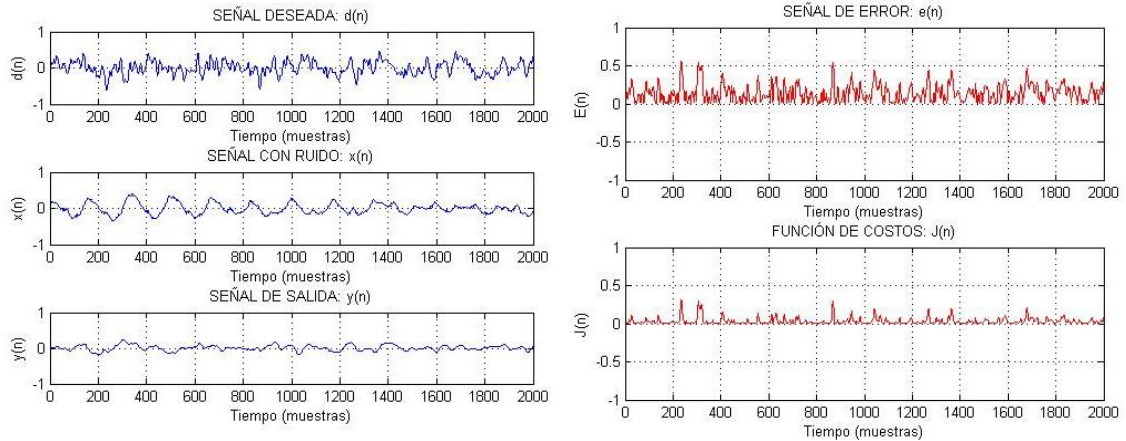 SEÑAL DESEADA: d(n)
1
0
-1
d(n)
0 200 400 600 800 1000 1200 1400 1600 1800 2000
Tiempo (muestras)
SEÑAL CON RUIDO: x(n)
1
0
-1
x(n)
0 200 400 600 800 1000 1200 1400 1600 1800 2000
Tiempo (muestras)
SEÑAL DE SALIDA: y(n)
1
0
-1
y(n)
0 200 400 600 800 1000 1200 1400 1600 1800 2000
Tiempo (muestras)
SEÑAL DE ERROR: e(n)
1
0.5
0
-0.5
-1
E(n)
0 200 400 600 800 1000 1200 1400 1600 1800 2000
Tiempo (muestras)
FUNCIÓN DE COSTOS: J(n)
1
0.5
0
-0.5
-1
J(n)
0 200 400 600 800 1000 1200 1400 1600 1800 2000
Tiempo (muestras)